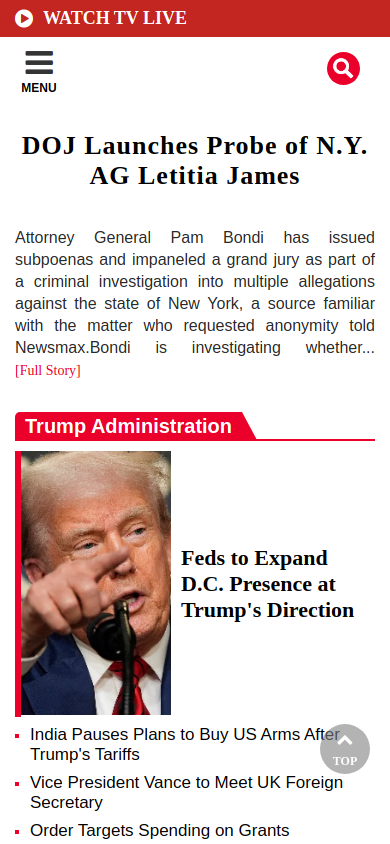 WATCH TV LIVE
MENU
DOJ Launches Probe of N.Y.
AG Letitia James
Attorney General Pam Bondi has issued
subpoenas and impaneled a grand jury as part of
a criminal investigation into multiple allegations
against the state of New York, a source familiar
with the matter who requested anonymity told
Newsmax.Bondi is investigating whether...
[Full Story]
Trump Administration
Feds to Expand
D.C. Presence at
Trump's Direction
India Pauses Plans to Buy US Arms After
Trump's Tariffs
Vice President Vance to Meet UK Foreign
Secretary
TOP
Order Targets Spending on Grants